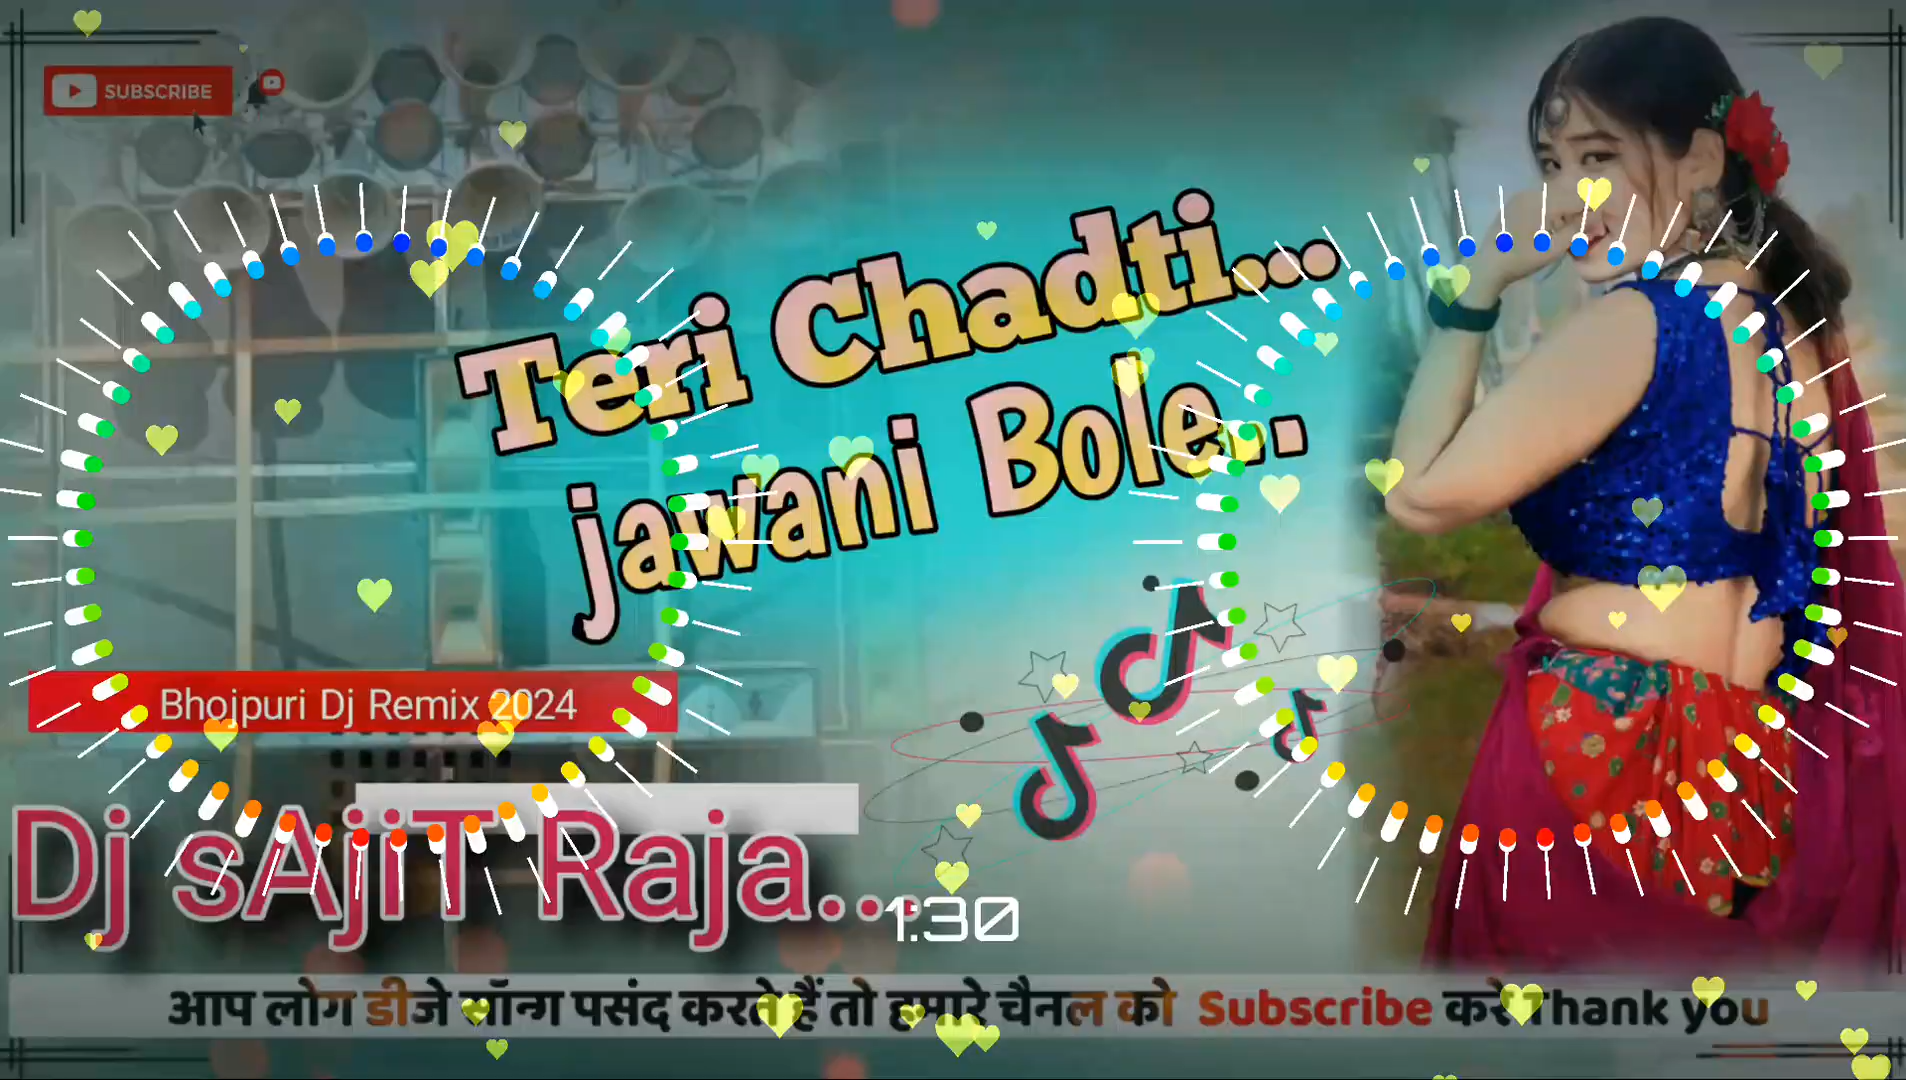 SUBSCRIBE
Teri Chadti...
jawani Bole..
Bhojpuri Dj Remix 2024
Dj sAjiT Raja...
1:30
आप लोग डीजे सॉन्ग पसंद करते हैं तो हमारे चैनल को Subscribe करें Thank you